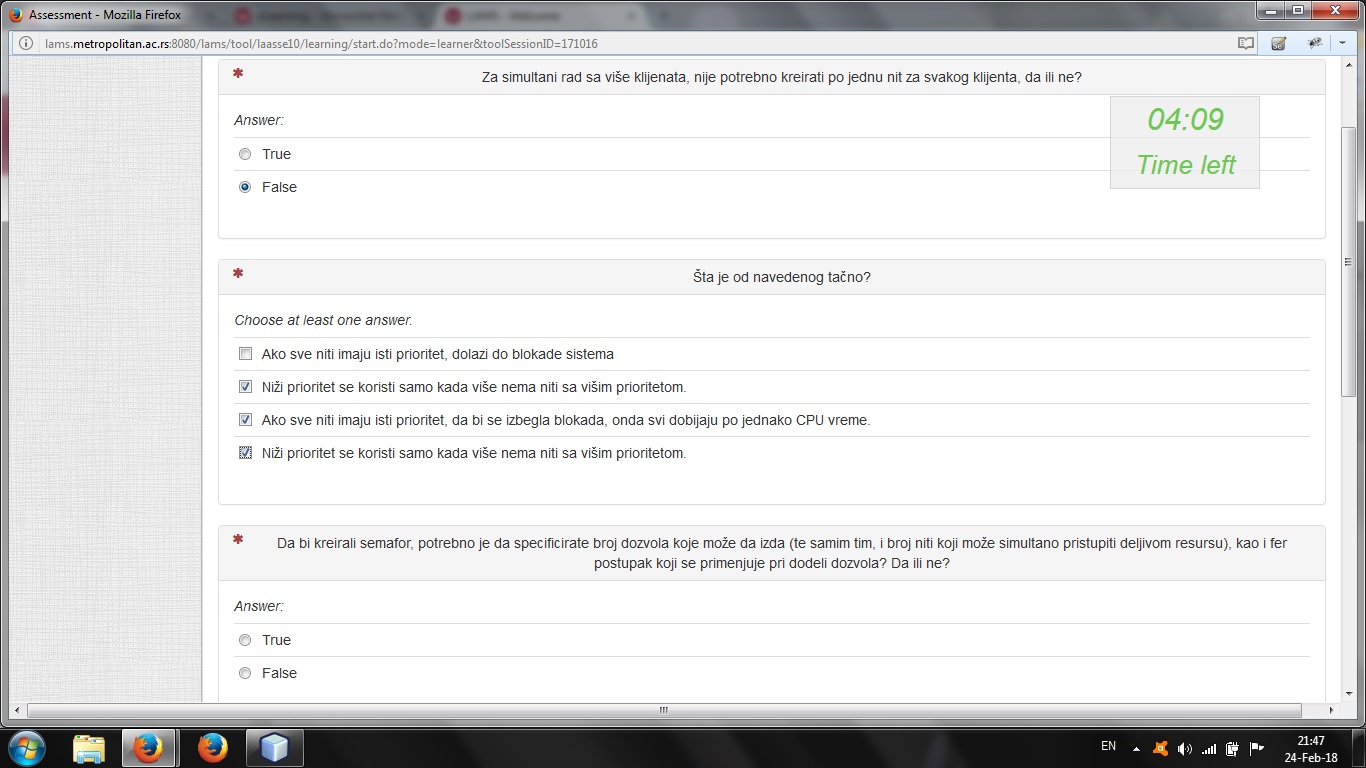 Assessment - Mozilla Firefox
lams.metropolitan.ac.rs:8080/lams/tool/laasse10/learning/start.do?mode=learner&toolSessionID=171016
Za simultani rad sa više klijenata, nije potrebno kreirati po jednu nit za svakog klijenta, da ili ne?
Answer:
04:09
Time left
True
False
Šta je od navedenog tačno?
Choose at least one answer.
Ako sve niti imaju isti prioritet, dolazi do blokade sistema
Niži prioritet se koristi samo kada više nema niti sa višim prioritetom.
Ako sve niti imaju isti prioritet, da bi se izbegla blokada, onda svi dobijaju po jednako CPU vreme.
Niži prioritet se koristi samo kada više nema niti sa višim prioritetom.
Da bi kreirali semafor, potrebno je da specificirate broj dozvola koje može da izda (te samim tim, i broj niti koji može simultano pristupiti deljivom resursu), kao i fer
postupak koji se primenjuje pri dodeli dozvola? Da ili ne?
Answer:
True
False
EN
21:47
24-Feb-18